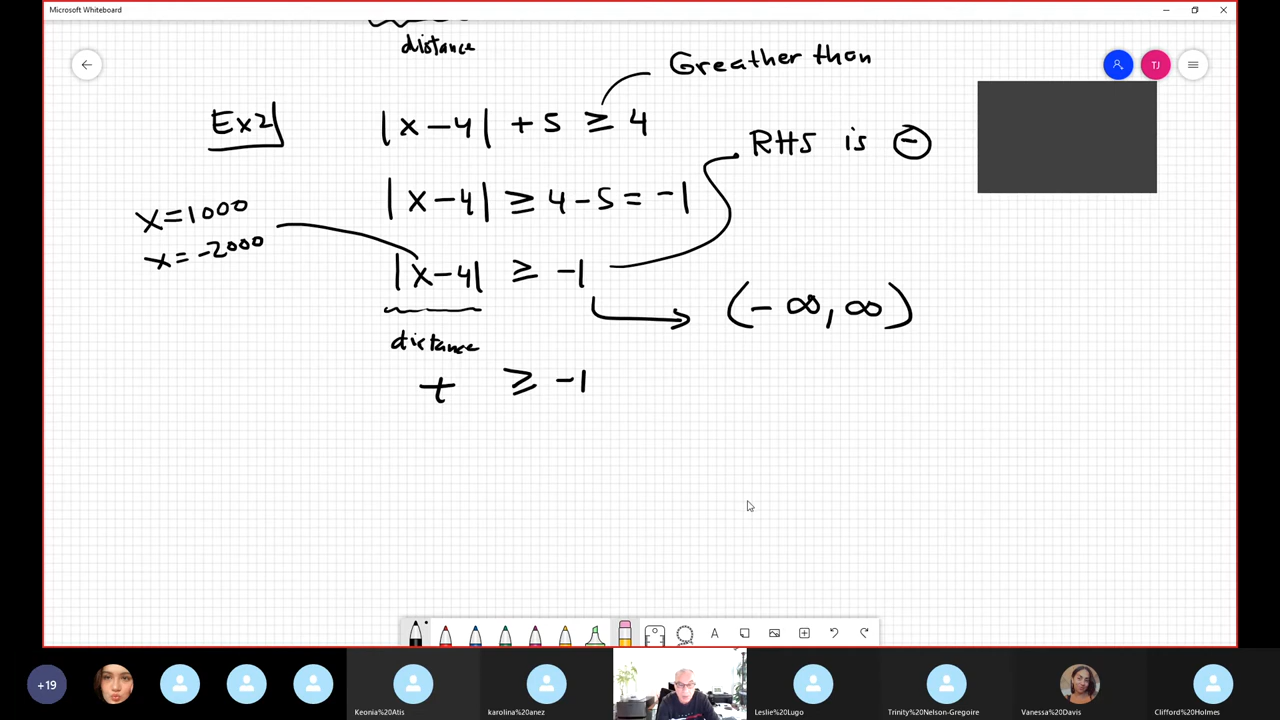 Microsoft Whiteboard
distance
Greather than
TJ
Ex2
|x-4| + 5 ≥ 4
RHS is ⊖
|x-4| ≥ 4-5 = -1
x=1000
x=-2000
|x-4| ≥ -1
(-∞, ∞)
distance
+ ≥ -1
A
+19
Keonia%20Atis
karolina%20anez
Leslie%20Lugo
Trinity%20Nelson-Gregoire
Vanessa%20Davis
Clifford%20Holmes